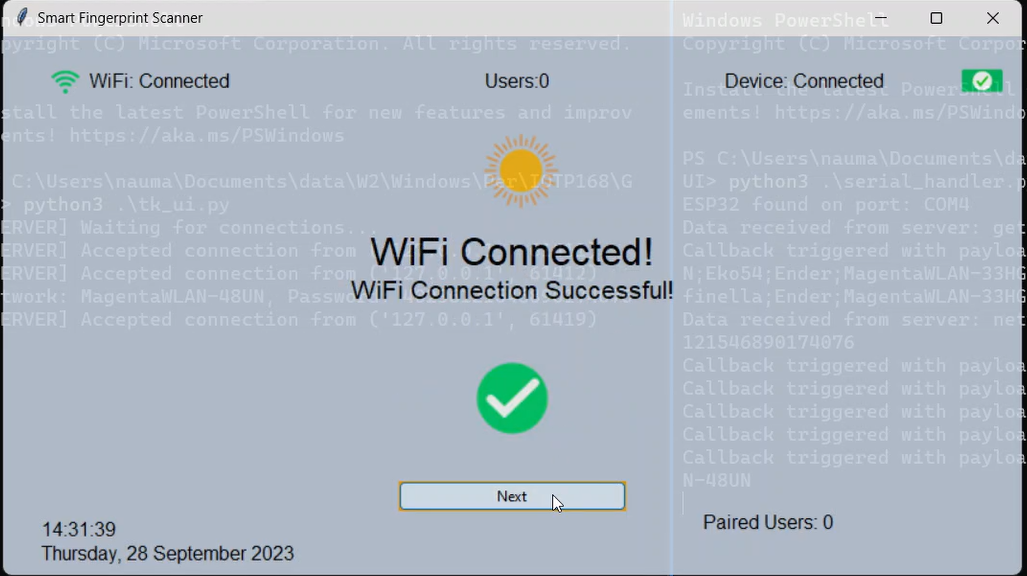 Smart Fingerprint Scanner
Windows PowerShell
Copyright (C) Microsoft Corporation. All rights reserved.
Copyright (C) Microsoft Corpor
WiFi: Connected
Users:0
Device: Connected
Install the latest PowerShell
ements! https://aka.ms/PSWindo
stall the latest PowerShell for new features and improv
ents! https://aka.ms/PSWindows
C:\Users\nauma\Documents\data\W2\Windows\
> python3 .\tk_ui.py
ERVER] Waiting for connections...
ERVER] Accepted connection from
ERVER] Accepted connection from ('127.0.0.1', 61412)
twork: MagentaWLAN-48UN,
ERVER] Accepted connection from ('127.0.0.1', 61419)
WiFi Connected!
WiFi Connection Successful!
Next
14:31:39
Thursday, 28 September 2023
PS C:\Users\nauma\Documents\da
UI> python3 .\serial_handler.p
ESP32 found on port: COM4
Data received from server: get
Callback triggered with payloa
N;Eko54;Ender;MagentaWLAN-33HG
finella;Ender;MagentaWLAN-33HG
Data received from server: net
121546890174076
Callback triggered with payloa
Callback triggered with payloa
Callback triggered with payloa
Callback triggered with payloa
Callback triggered with payloa
N-48UN
Paired Users: 0